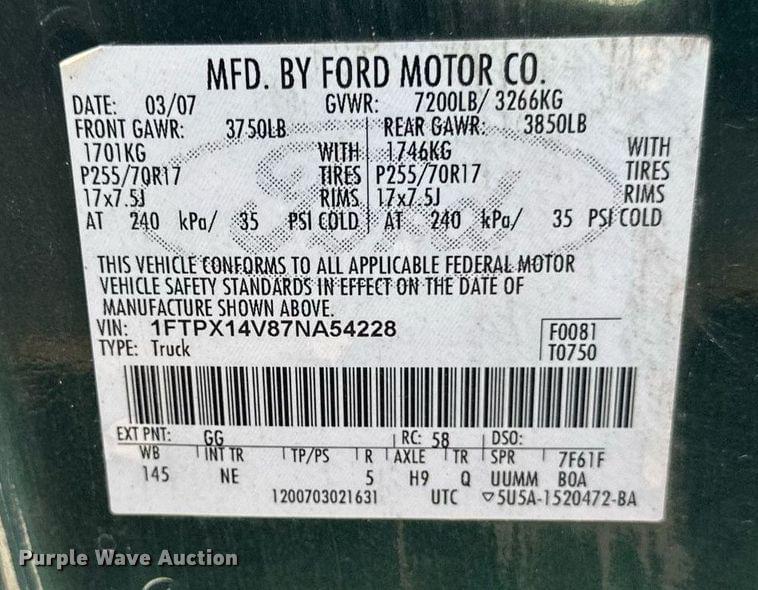 MFD. BY FORD MOTOR CO.
DATE: 03/07 GVWR: 7200LB/ 3266KG
FRONT GAWR: 3750LB REAR GAWR: 3850LB
1701KG WITH 1746KG WITH
P255/70R17 TIRES P255/70R17 TIRES
17x7.5J RIMS 17x7.5J RIMS
AT 240 kPa/ 35 PSI COLD AT 240 kPa/ 35 PSI COLD
THIS VEHICLE CONFORMS TO ALL APPLICABLE FEDERAL MOTOR
VEHICLE SAFETY STANDARDS IN EFFECT ON THE DATE OF
MANUFACTURE SHOWN ABOVE.
VIN: 1FTPX14V87NA54228 F0081
TYPE: Truck T0750
EXT PNT: GG RC: 58 DSO:
WB INT TR TP/PS R AXLE TR SPR 7F61F
145 NE 5 H9 Q UUMM BOA
1200703021631 UTC ▽5U5A-1520472-BA
Ford
Purple Wave Auction